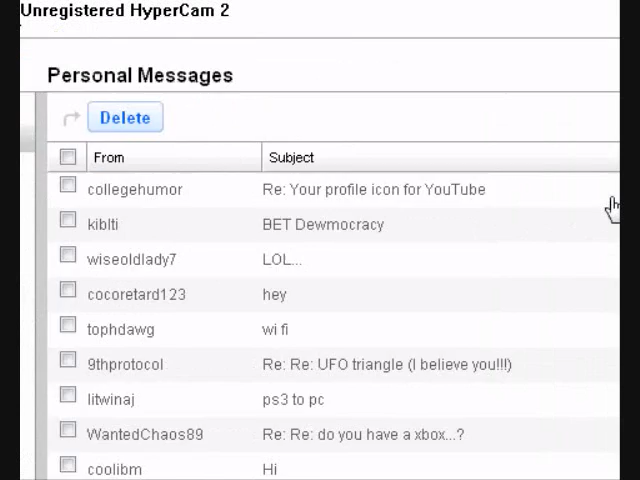 Unregistered HyperCam 2
Personal Messages
Delete
From Subject
collegehumor Re: Your profile icon for YouTube
kiblti BET Dewmocracy
wiseoldlady7 LOL...
cocoretard123 hey
tophdawg wi fi
9thprotocol Re: Re: UFO triangle (I believe you!!!)
litwinaj ps3 to pc
WantedChaos89 Re: Re: do you have a xbox...?
coolibm Hi